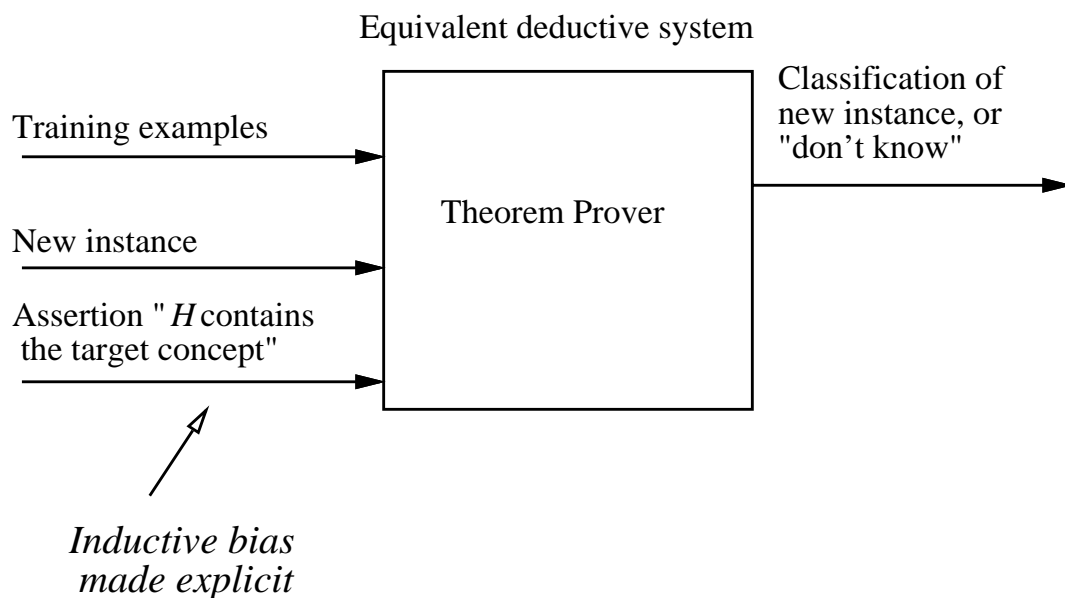 Equivalent deductive system
Classification of
new instance, or
"don't know"
Training examples
Theorem Prover
New instance
Assertion " H contains
the target concept"
Inductive bias
made explicit